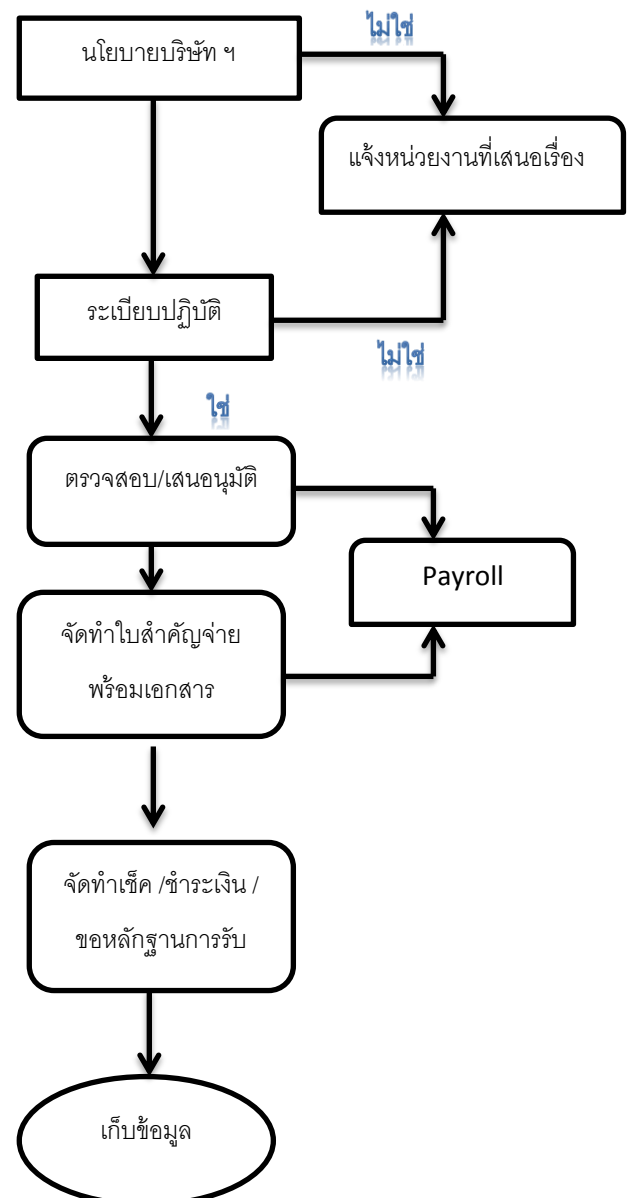 ไม่ใช่
นโยบายบริษัท ฯ
แจ้งหน่วยงานที่เสนอเรื่อง
ระเบียบปฏิบัติ
ไม่ใช่
ใช่
ตรวจสอบ/เสนอนุมัติ
Payroll
จัดทำใบสำคัญจ่าย
พร้อมเอกสาร
จัดทำเช็ค /ชำระเงิน /
ขอหลักฐานการรับ
เก็บข้อมูล